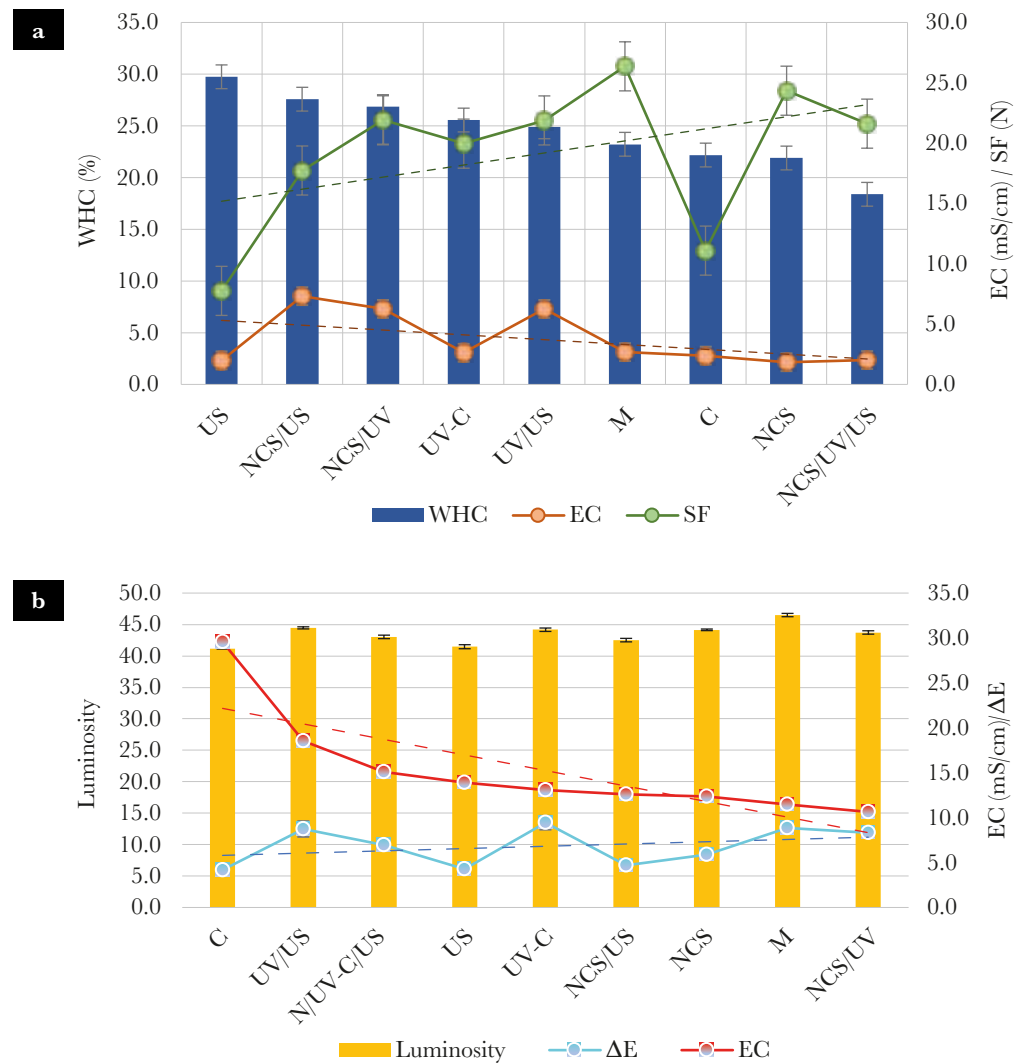 a
35.0
30.0
25.0
20.0
15.0
10.0
5.0
0.0
WHC (%)
30.0
25.0
20.0
15.0
10.0
5.0
0.0
EC (mS/cm) / SF (N)
US
NCS/US
NCS/UV
UV-C
UV/US
M
C
NCS
NCS/UV/US
WHC
EC
SF
b
50.0
45.0
40.0
35.0
30.0
25.0
20.0
15.0
10.0
5.0
0.0
Luminosity
35.0
30.0
25.0
20.0
15.0
10.0
5.0
0.0
EC (mS/cm)/ΔE
C
UV/US
N/UV-C/US
US
UV-C
NCS/US
NCS
M
NCS/UV
Luminosity
ΔE
EC